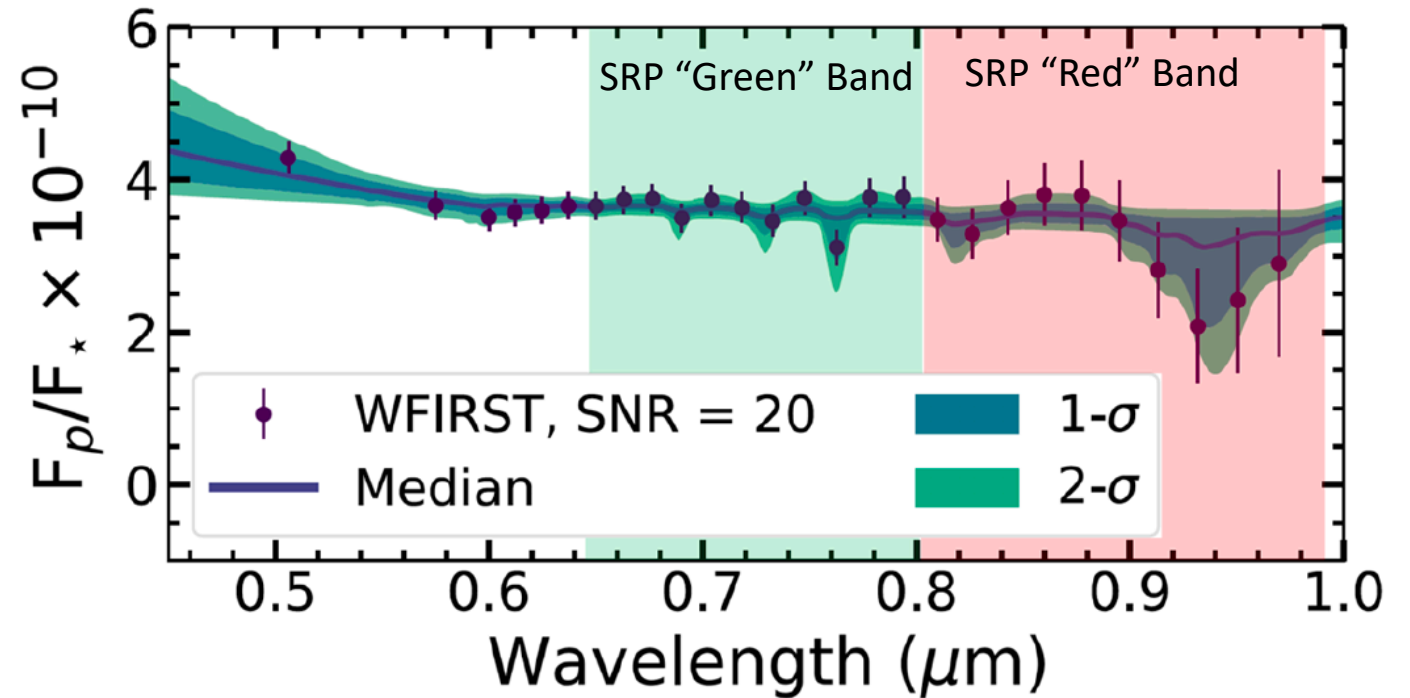 6
4
2
0
F_p/F_⋆ × 10^−10
SRP “Green” Band
SRP “Red” Band
WFIRST, SNR = 20
Median
1-σ
2-σ
0.5 0.6 0.7 0.8 0.9 1.0
Wavelength (μm)